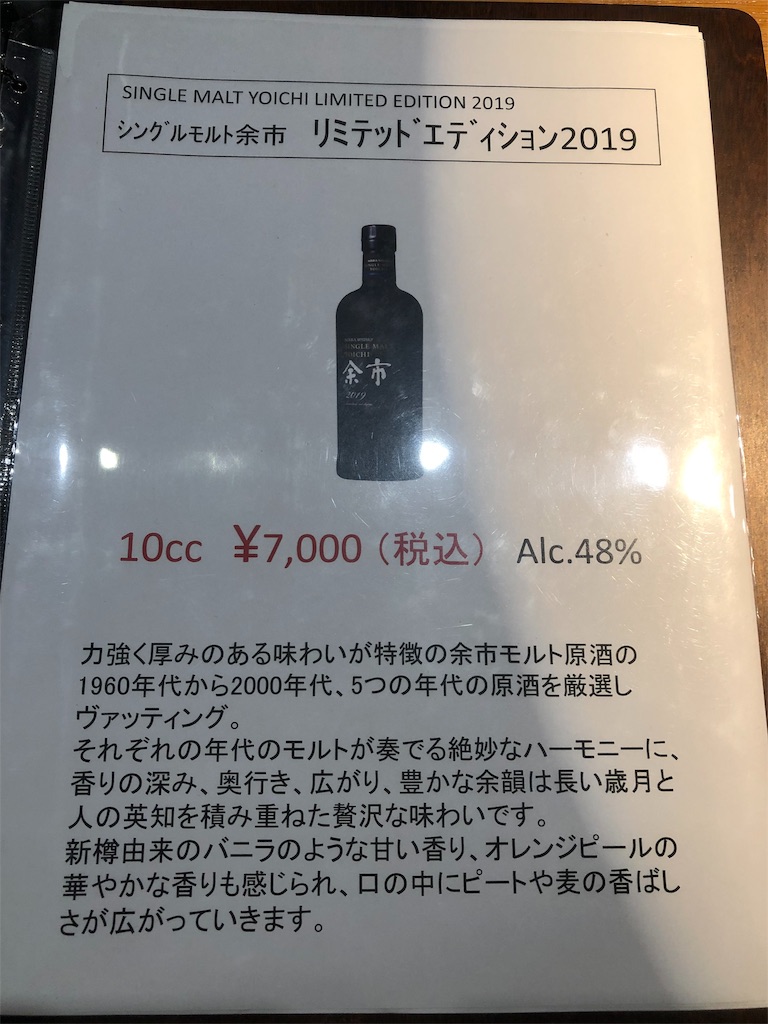 SINGLE MALT YOICHI LIMITED EDITION 2019
シングルモルト余市 リミテッドエディション2019
SINGLE MALT
YOICHI
余市
2019
10cc ¥7,000（税込） Alc.48%
力強く厚みのある味わいが特徴の余市モルト原酒の
1960年代から2000年代、5つの年代の原酒を厳選し
ヴァッティング。
それぞれの年代のモルトが奏でる絶妙なハーモニーに、
香りの深み、奥行き、広がり、豊かな余韻は長い歳月と
人の英知を積み重ねた贅沢な味わいです。
新樽由来のバニラのような甘い香り、オレンジピールの
華やかな香りも感じられ、口の中にピートや麦の香ばし
さが広がっていきます。